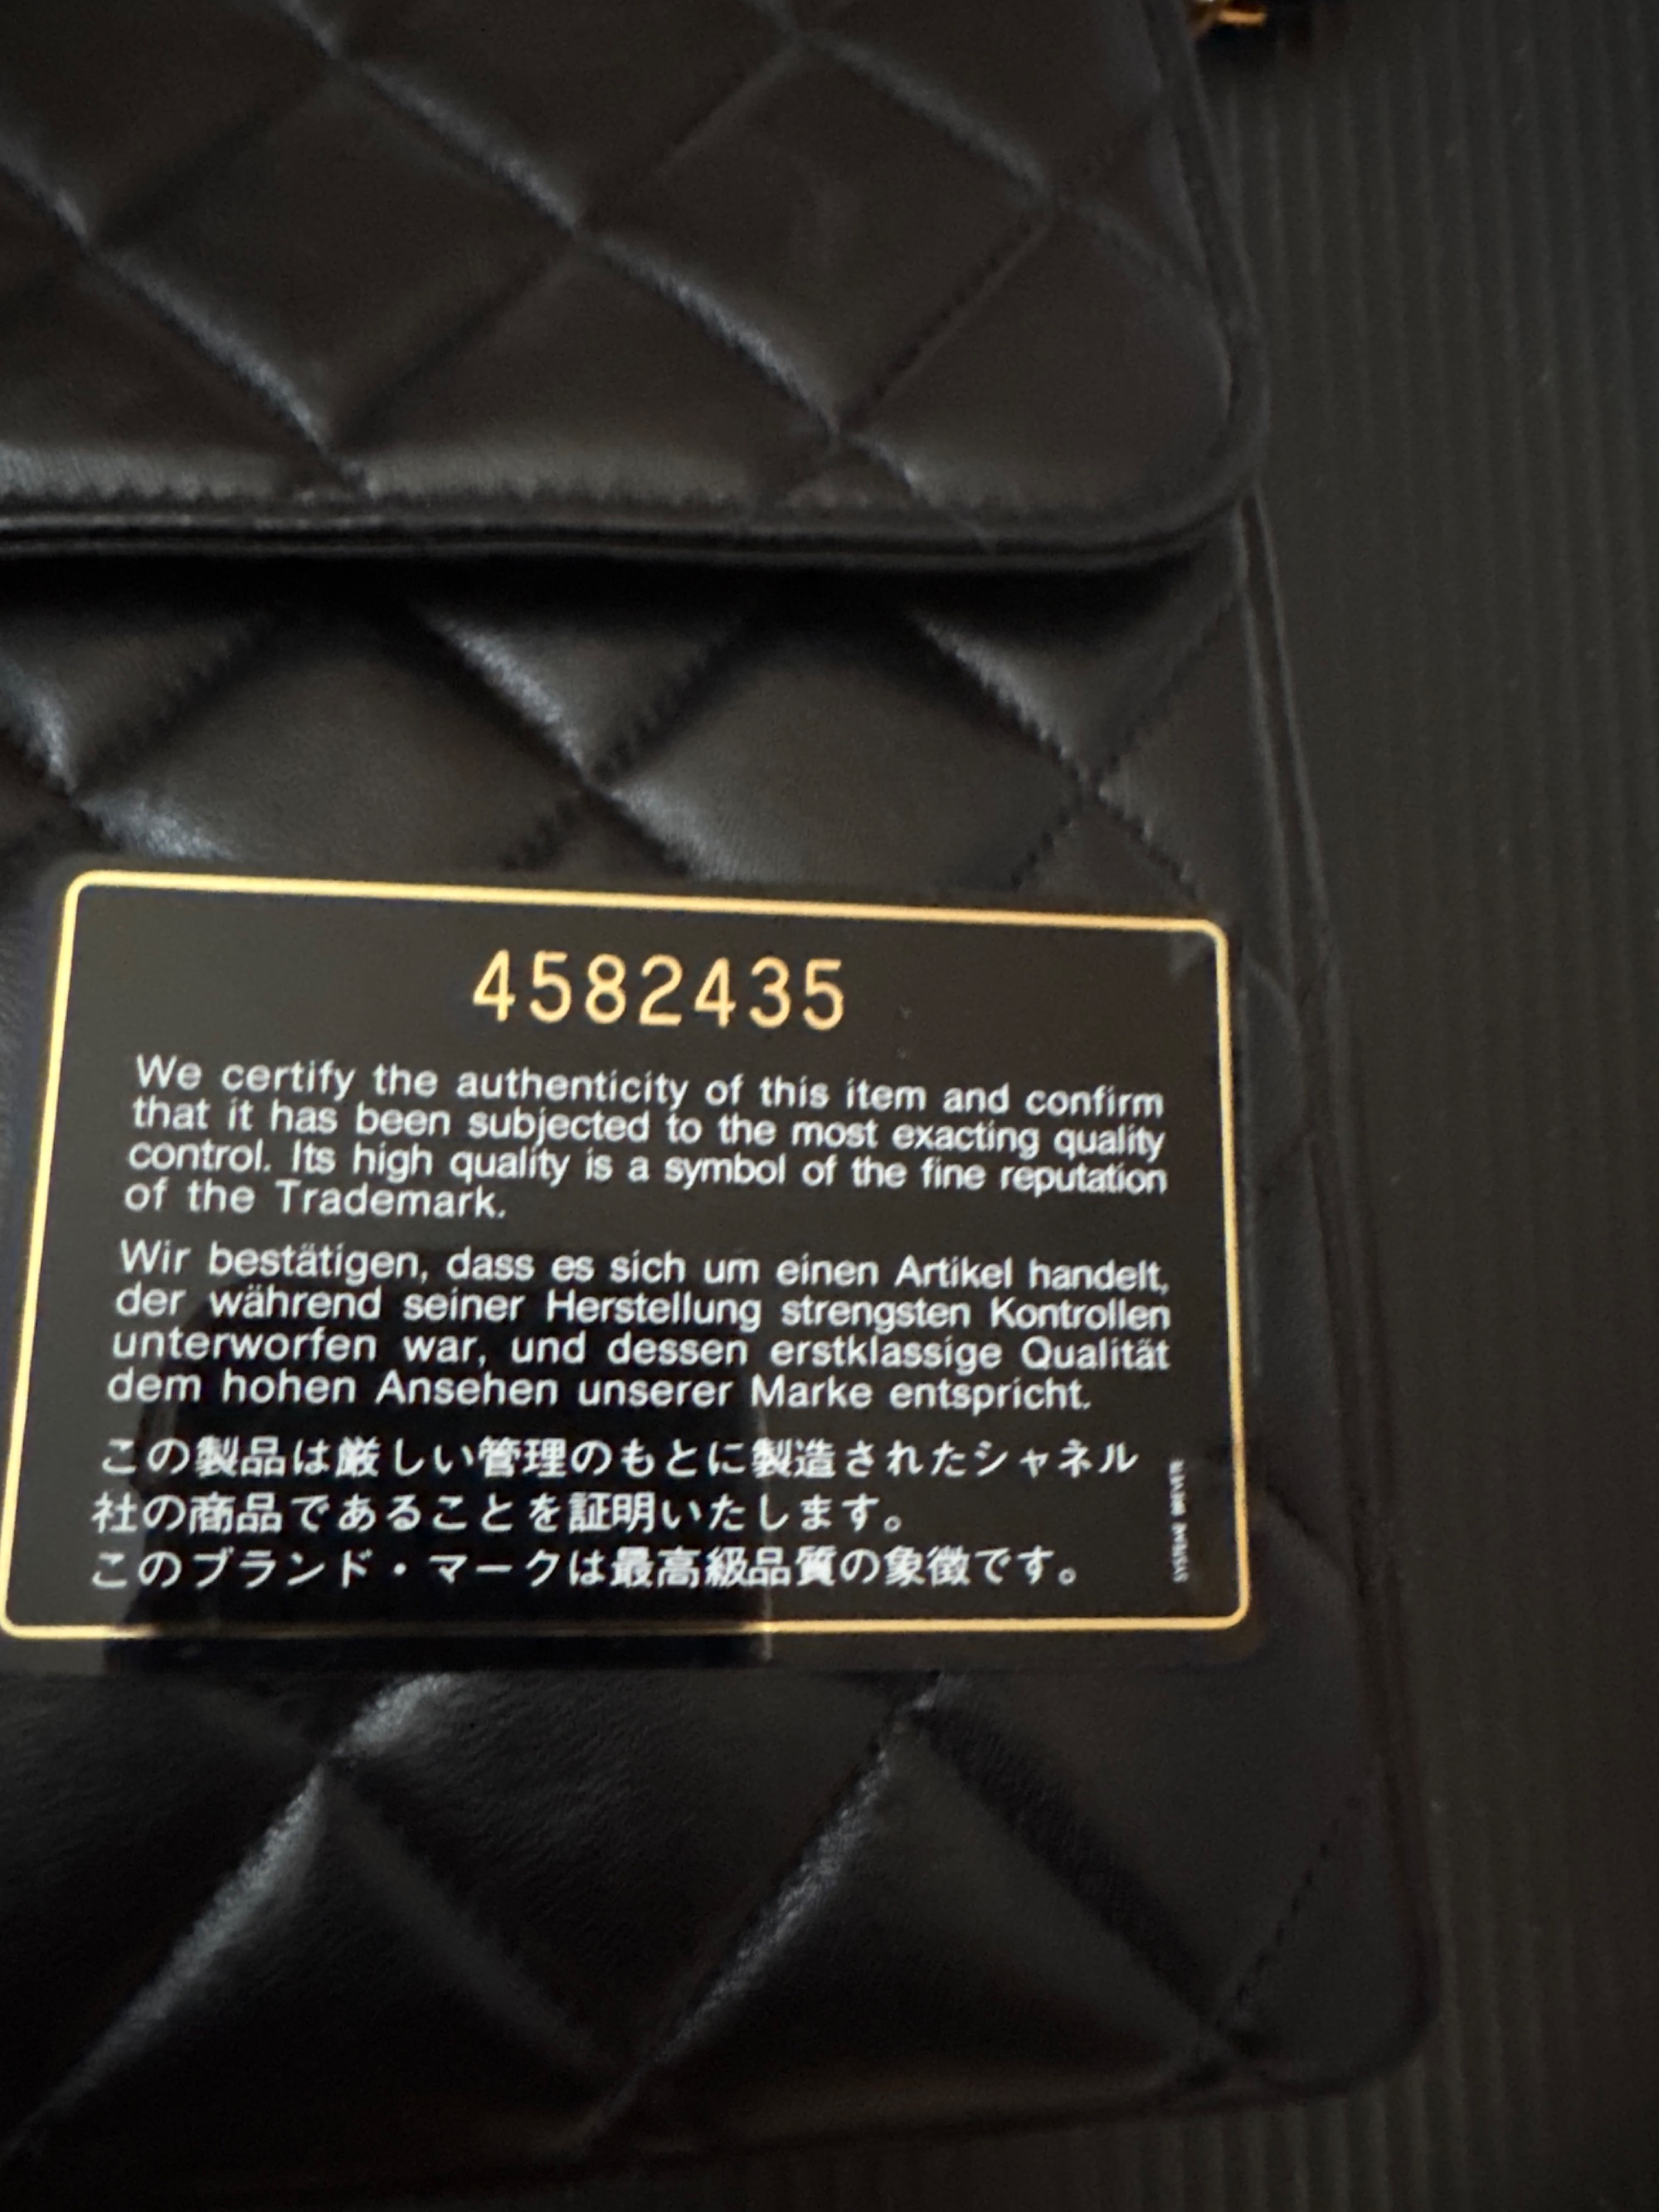 4582435
We certify the authenticity of this item and confirm
that it has been subjected to the most exacting quality
control. Its high quality is a symbol of the fine reputation
of the Trademark.
Wir bestätigen, dass es sich um einen Artikel handelt,
der während seiner Herstellung strengsten Kontrollen
unterworfen war, und dessen erstklassige Qualität
dem hohen Ansehen unserer Marke entspricht.
この製品は厳しい管理のもとに製造されたシャネル
社の商品であることを証明いたします。
このブランド・マークは最高級品質の象徴です。